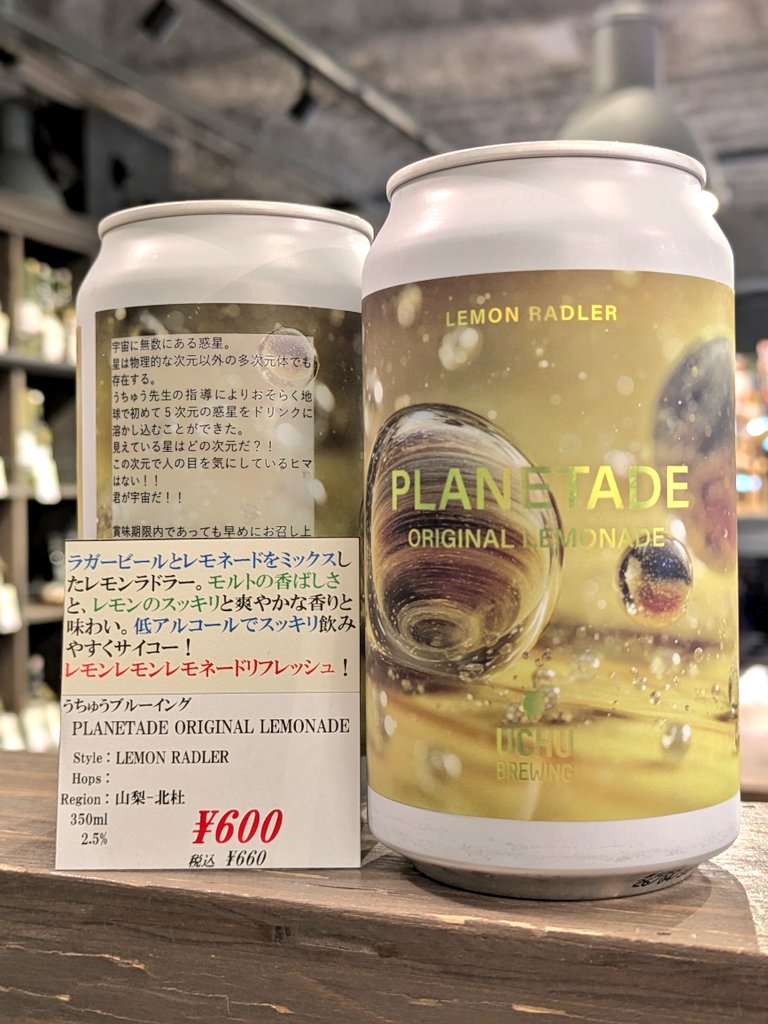 宇宙に無数にある惑星。
星は物理的な次元以外の多次元体でも
存在する。
うちゅう先生の指導によりおそらく地
球で初めて５次元の惑星をドリンクに
溶かし込むことができた。
見えている星はどの次元だ？！
この次元で人の目を気にしているヒマ
はない！！
君が宇宙だ！！
賞味期限内であっても早めにお召し上
ラガービールとレモネードをミックスし
たレモンラドラー。モルトの香ばしさ
と、レモンのスッキリと爽やかな香りと
味わい。低アルコールでスッキリ飲み
やすくサイコー！
レモンレモンレモネードリフレッシュ！
うちゅうブルーイング
PLANETADE ORIGINAL LEMONADE
Style：LEMON RADLER
Hops：
Region：山梨-北杜
350ml
2.5%
¥600
税込 ¥660
LEMON RADLER
PLANETADE
ORIGINAL LEMONADE
UCHU
BREWING